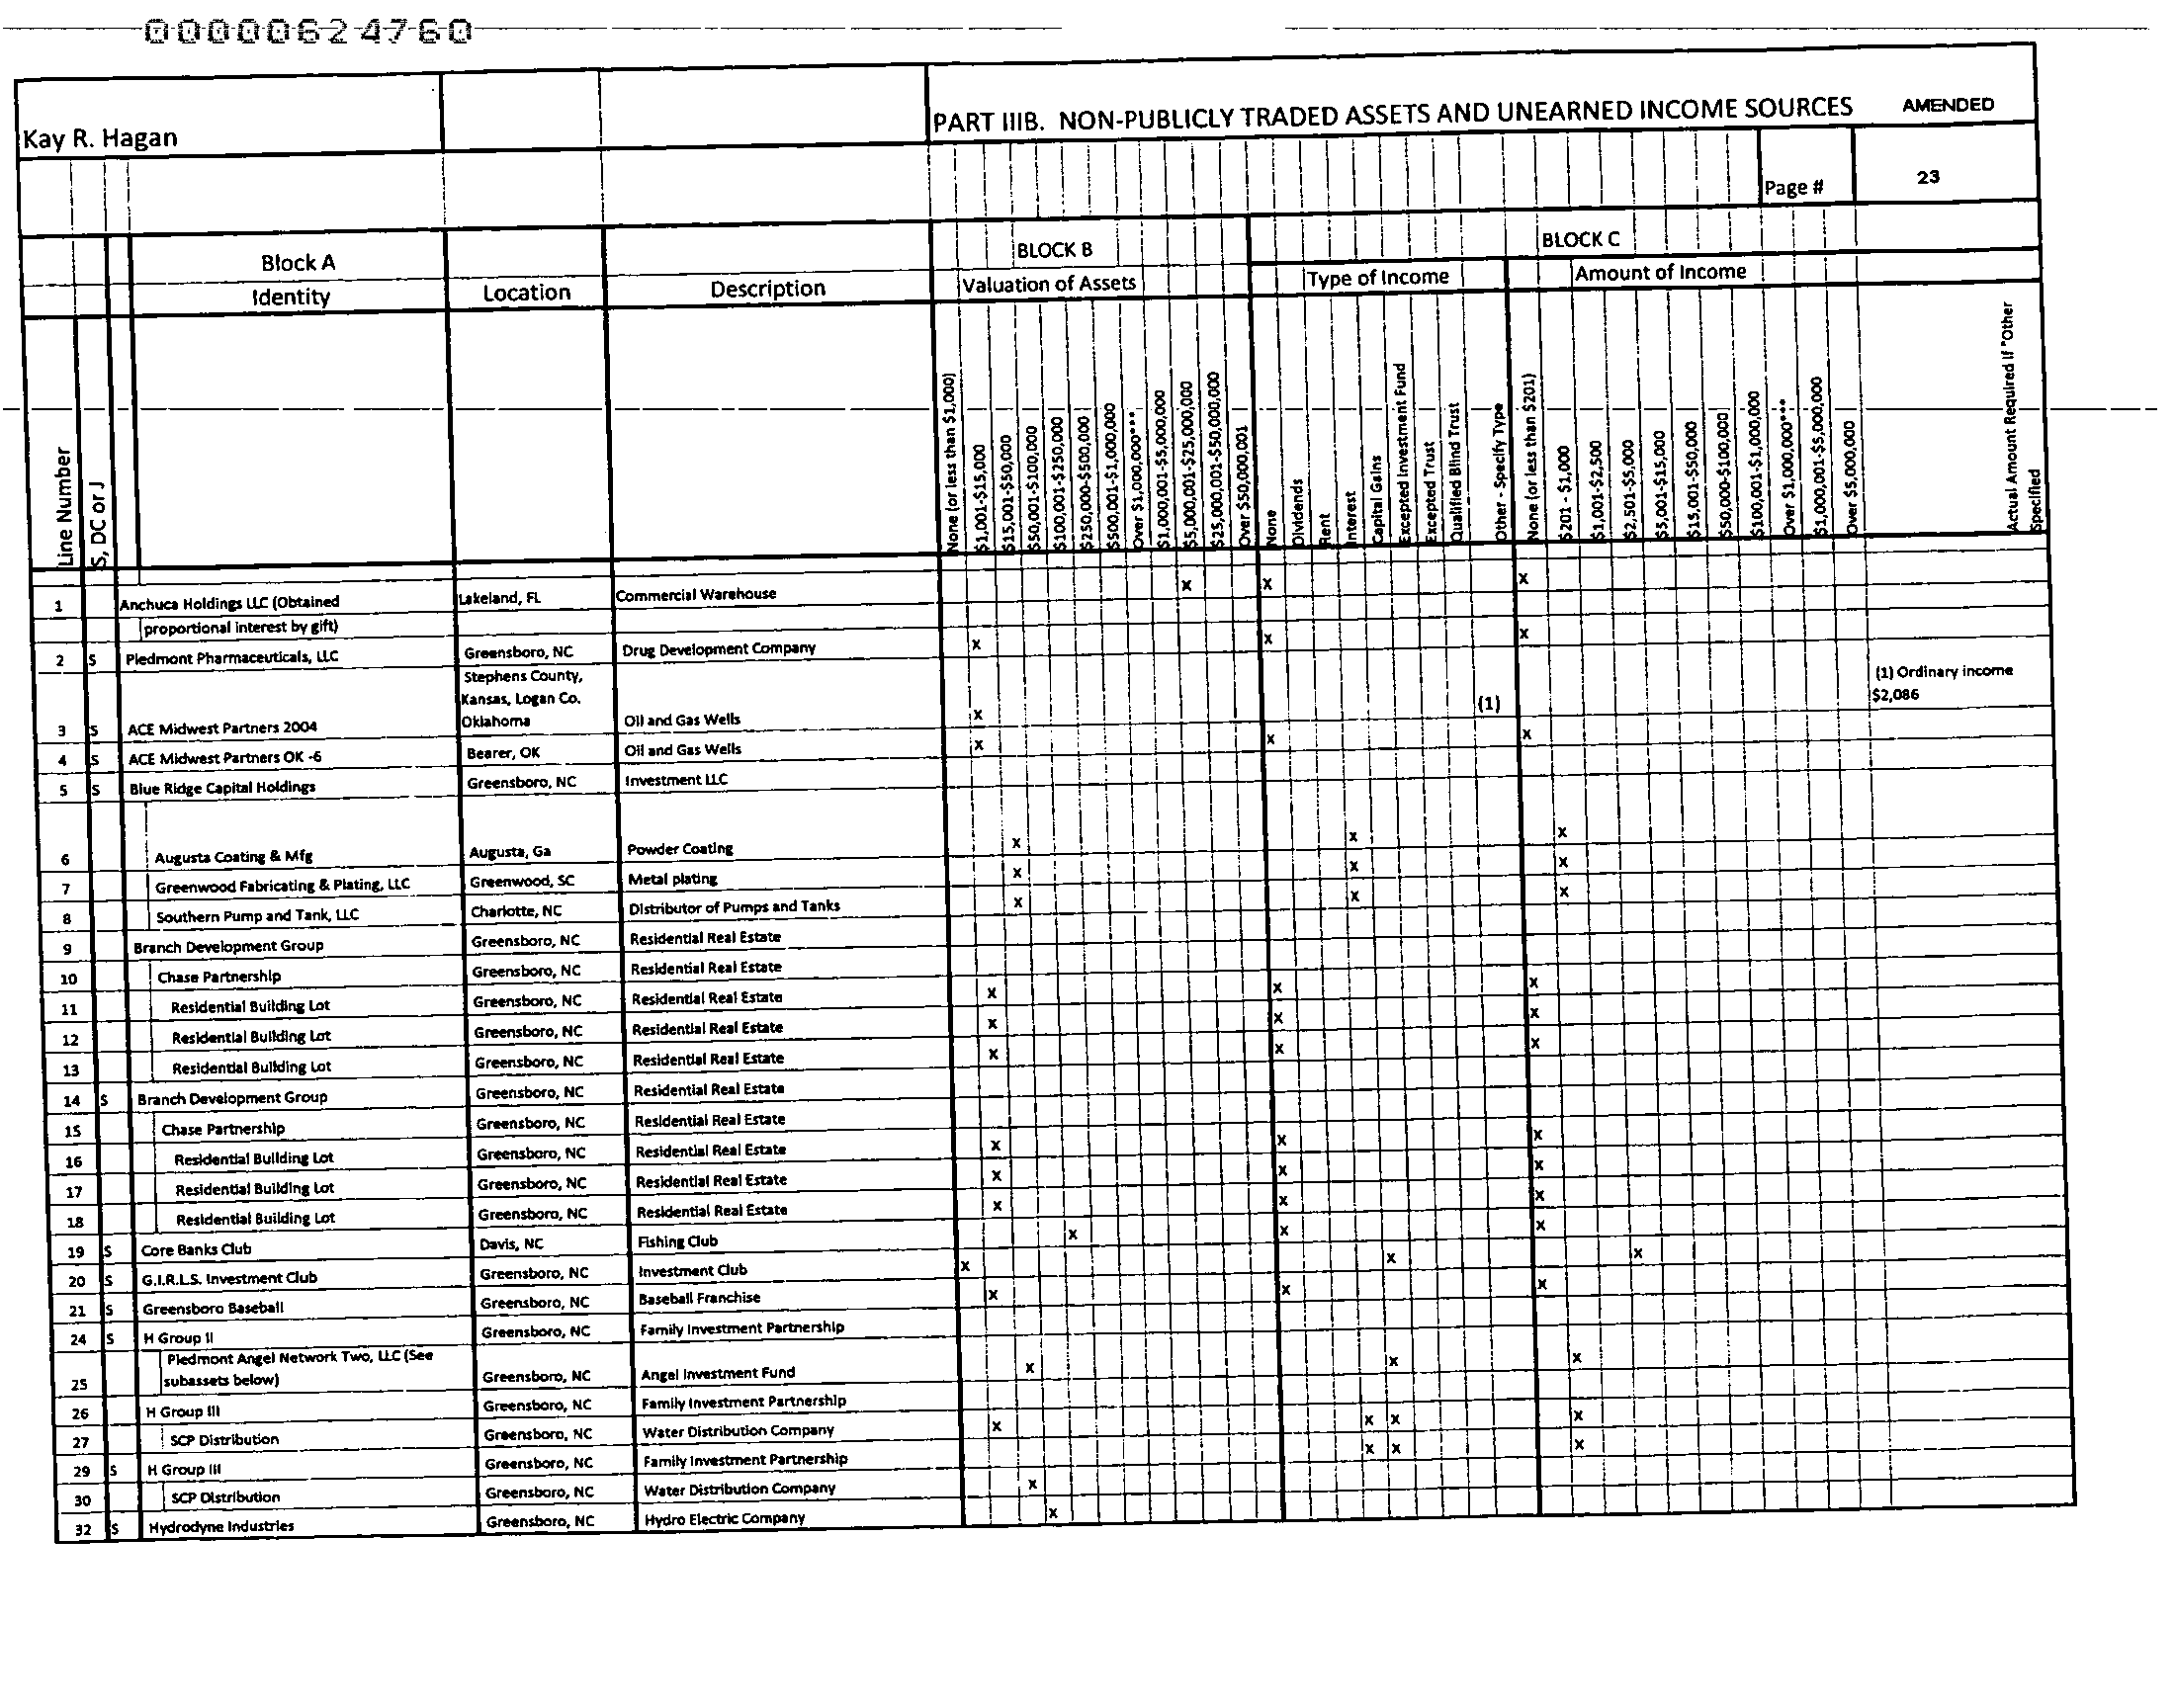 00000624760
Kay R. Hagan
PART IIIB. NON-PUBLICLY TRADED ASSETS AND UNEARNED INCOME SOURCES AMENDED
Page # 23
Block A BLOCK B BLOCK C
Identity Location Description Valuation of Assets Type of Income Amount of Income
Line Number
S, DC or J
None (or less than $1,000)
$1,001-$15,000
$15,001-$50,000
$50,001-$100,000
$100,001-$250,000
$250,000-$500,000
$500,001-$1,000,000
Over $1,000,000***
$1,000,001-$5,000,000
$5,000,001-$25,000,000
$25,000,001-$50,000,000
Over $50,000,001
None
Dividends
Rent
Interest
Capital Gains
Excepted Investment Fund
Excepted Trust
Qualified Blind Trust
Other - Specify Type
None (or less than $201)
$201 - $1,000
$1,001-$2,500
$2,501-$5,000
$5,001-$15,000
$15,001-$50,000
$50,000-$100,000
$100,001-$1,000,000
Over $1,000,000***
$1,000,001-$5,000,000
Over $5,000,000
Actual Amount Required If "Other
Specified
1 Anchuca Holdings LLC (Obtained Lakeland, FL Commercial Warehouse x x x
proportional interest by gift)
2 S Piedmont Pharmaceuticals, LLC Greensboro, NC Drug Development Company x x x
Stephens County,
Kansas, Logan Co. (1) Ordinary income
3 S ACE Midwest Partners 2004 Oklahoma Oil and Gas Wells x (1) $2,086
4 S ACE Midwest Partners OK -6 Bearer, OK Oil and Gas Wells x x x
5 S Blue Ridge Capital Holdings Greensboro, NC Investment LLC
6 Augusta Coating & Mfg Augusta, Ga Powder Coating x x x
7 Greenwood Fabricating & Plating, LLC Greenwood, SC Metal plating x x x
8 Southern Pump and Tank, LLC Charlotte, NC Distributor of Pumps and Tanks x x x
9 Branch Development Group Greensboro, NC Residential Real Estate
10 Chase Partnership Greensboro, NC Residential Real Estate
11 Residential Building Lot Greensboro, NC Residential Real Estate x x x
12 Residential Building Lot Greensboro, NC Residential Real Estate x x x
13 Residential Building Lot Greensboro, NC Residential Real Estate x x x
14 S Branch Development Group Greensboro, NC Residential Real Estate
15 Chase Partnership Greensboro, NC Residential Real Estate
16 Residential Building Lot Greensboro, NC Residential Real Estate x x x
17 Residential Building Lot Greensboro, NC Residential Real Estate x x x
18 Residential Building Lot Greensboro, NC Residential Real Estate x x x
19 S Core Banks Club Davis, NC Fishing Club x x x
20 S G.I.R.L.S. Investment Club Greensboro, NC Investment Club x x x
21 S Greensboro Baseball Greensboro, NC Baseball Franchise x x x
24 S H Group II Greensboro, NC Family Investment Partnership
Piedmont Angel Network Two, LLC (See
25 subassets below) Greensboro, NC Angel Investment Fund x x x
26 H Group III Greensboro, NC Family Investment Partnership
27 SCP Distribution Greensboro, NC Water Distribution Company x x x x
29 S H Group III Greensboro, NC Family Investment Partnership x x x
30 SCP Distribution Greensboro, NC Water Distribution Company x
32 S Hydrodyne Industries Greensboro, NC Hydro Electric Company x